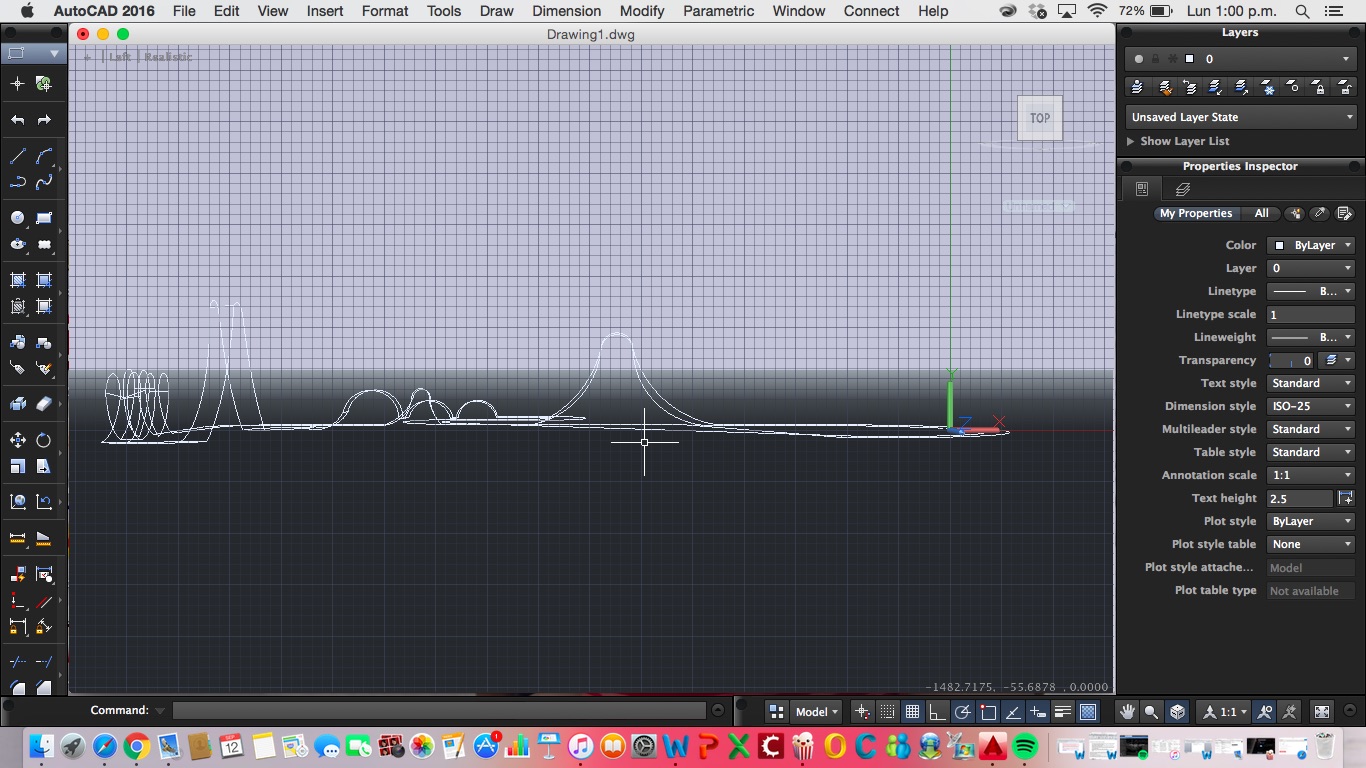 AutoCAD 2016 File Edit View Insert Format Tools Draw Dimension Modify Parametric Window Connect Help 72% Lun 1:00 p.m.
Drawing1.dwg
+ | Left | Realistic
TOP
Y
Z X
-1482.7175, -55.6878 , 0.0000
Layers
0
Unsaved Layer State
Show Layer List
Properties Inspector
My Properties All
Color ByLayer
Layer 0
Linetype B...
Linetype scale 1
Lineweight B...
Transparency 0
Text style Standard
Dimension style ISO-25
Multileader style Standard
Table style Standard
Annotation scale 1:1
Text height 2.5
Plot style ByLayer
Plot style table None
Plot style attache... Model
Plot table type Not available
Command: Model 1:1
SEP
12
1